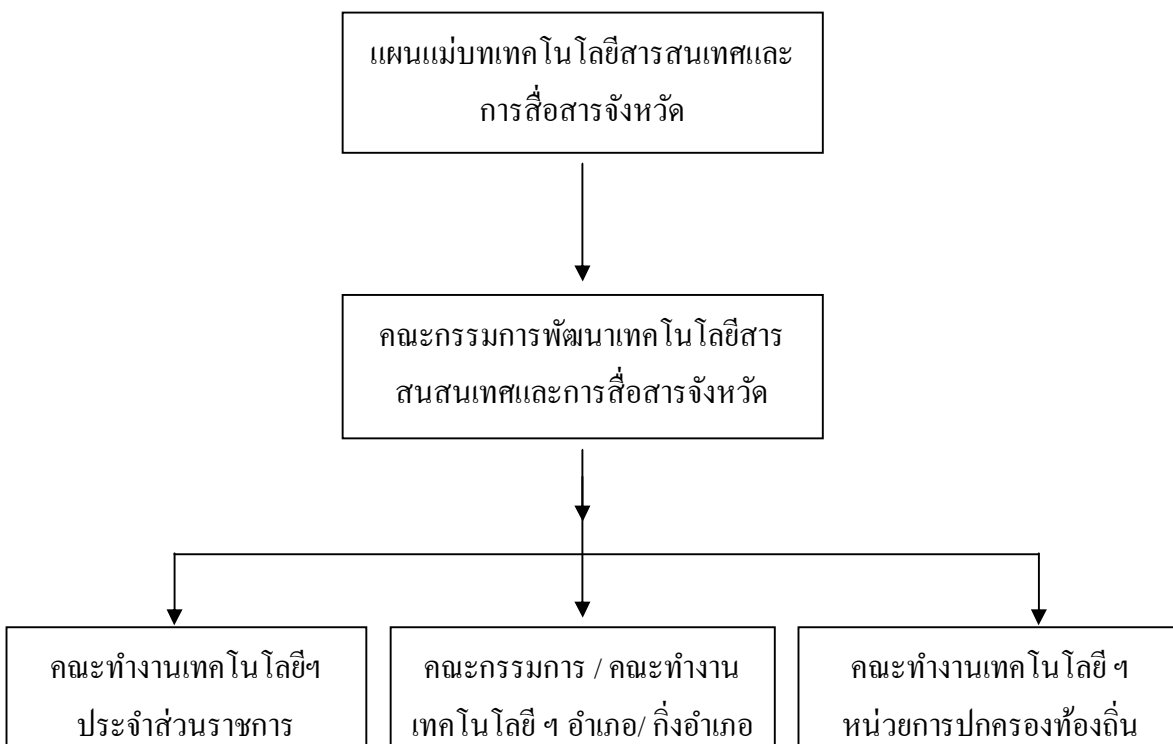 แผนแม่บทเทคโนโลยีสารสนเทศและ
การสื่อสารจังหวัด
คณะกรรมการพัฒนาเทคโนโลยีสาร
สนสนเทศและการสื่อสารจังหวัด
คณะทำงานเทคโนโลยีฯ
ประจำส่วนราชการ
คณะกรรมการ / คณะทำงาน
เทคโนโลยี ฯ อำเภอ/ กิ่งอำเภอ
คณะทำงานเทคโนโลยี ฯ
หน่วยการปกครองท้องถิ่น